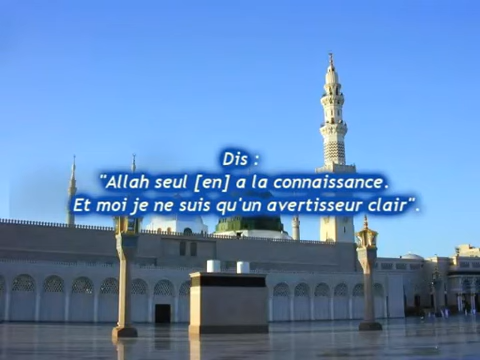 Dis :
"Allah seul [en] a la connaissance.
Et moi je ne suis qu'un avertisseur clair".